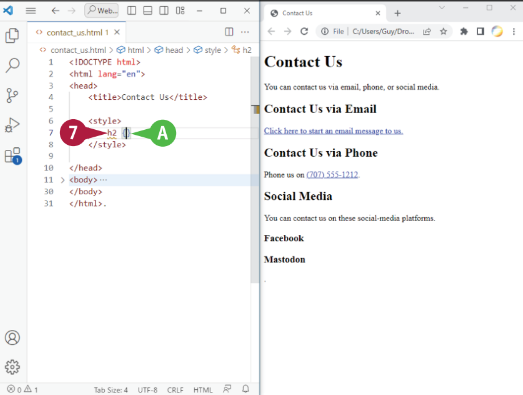 Web...
contact_us.html 1
contact_us.html > html > head > style > h2
1 <!DOCTYPE html>
2 <html lang="en">
3 <head>
4 <title>Contact Us</title>
5
6 <style>
7 h2 {}
8 </style>
9
10 </head>
11 <body>...
30 </body>
31 </html>.
7
A
1
0 1 Tab Size: 4 UTF-8 CRLF HTML
Contact Us
File C:/Users/Guy/Dro...
Contact Us
You can contact us via email, phone, or social media.
Contact Us via Email
Click here to start an email message to us.
Contact Us via Phone
Phone us on (707) 555-1212.
Social Media
You can contact us on these social-media platforms.
Facebook
Mastodon
.